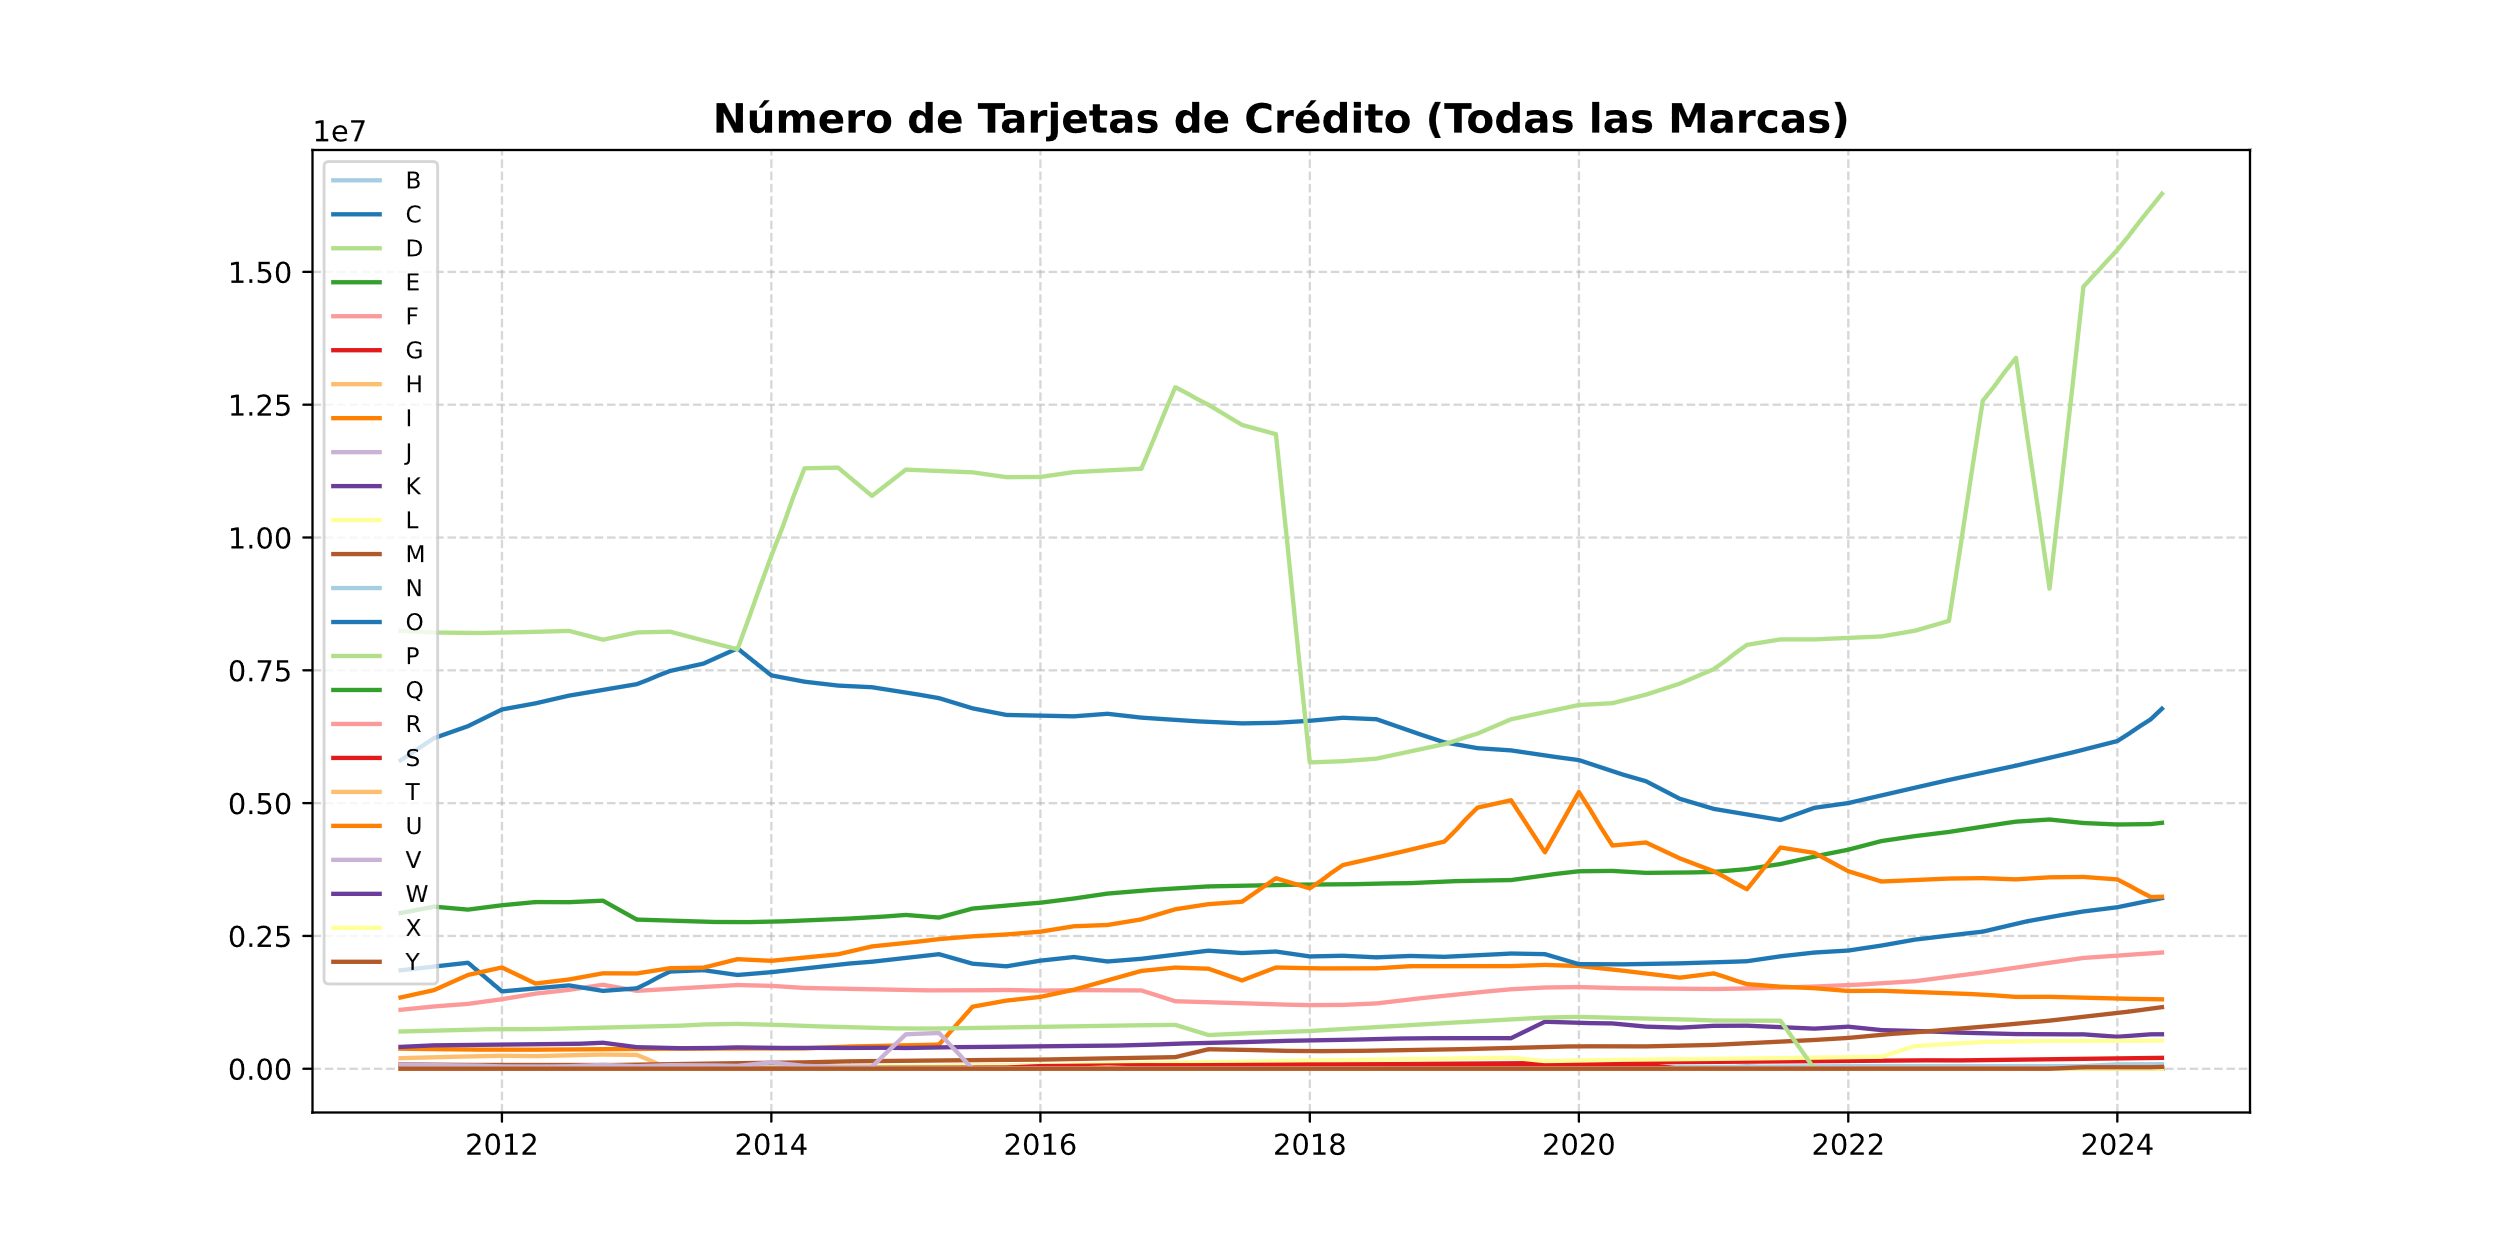 Número de Tarjetas de Crédito (Todas las Marcas)
1e7
1.50
1.25
1.00
0.75
0.50
0.25
0.00
B
C
D
E
F
G
H
I
J
K
L
M
N
O
P
Q
R
S
T
U
V
W
X
Y
2012 2014 2016 2018 2020 2022 2024